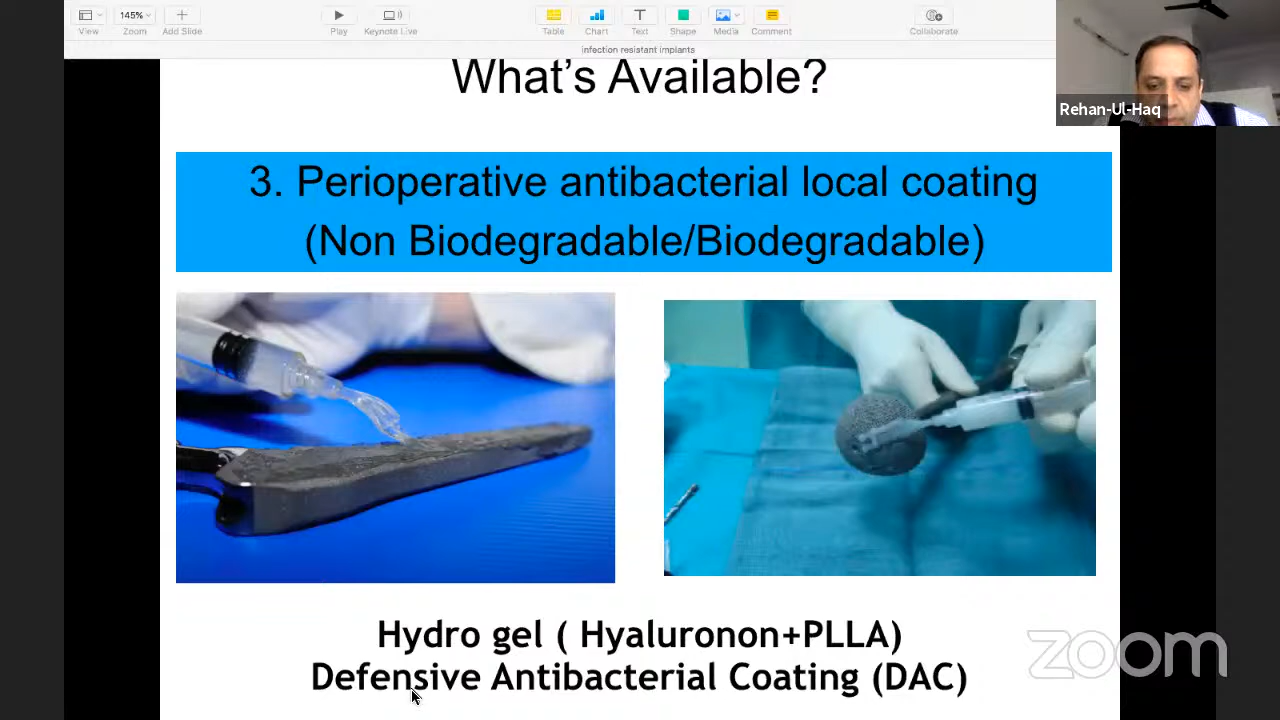 View
145%
Zoom
Add Slide
Play
Keynote Live
Table
Chart
Text
Shape
Media
Comment
Collaborate
infection resistant implants
What's Available?
Rehan-Ul-Haq
3. Perioperative antibacterial local coating
(Non Biodegradable/Biodegradable)
Hydro gel ( Hyaluronon+PLLA)
Defensive Antibacterial Coating (DAC)
zoom